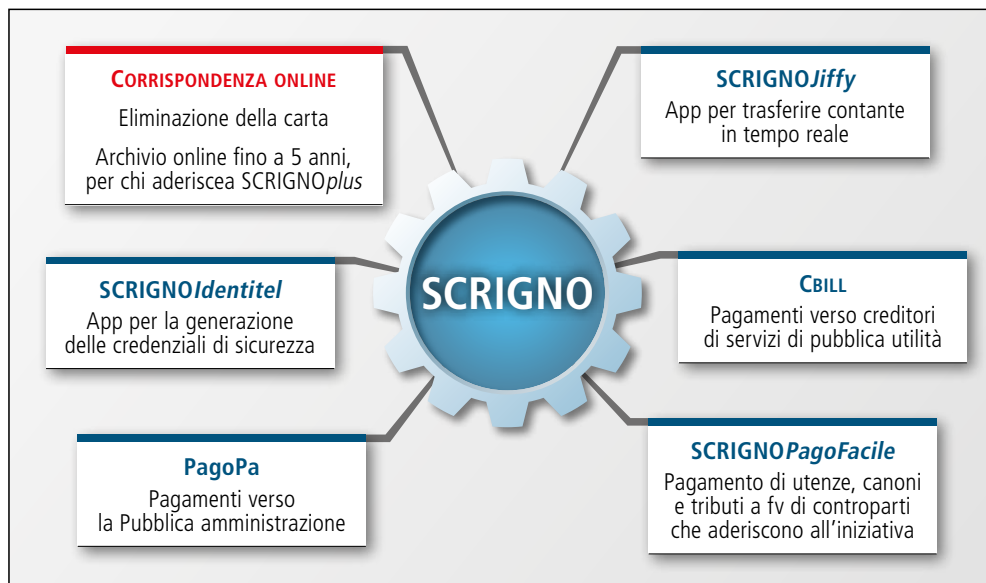 CORRISPONDENZA ONLINE
Eliminazione della carta
Archivio online fino a 5 anni,
per chi aderiscea SCRIGNOplus
SCRIGNOJiffy
App per trasferire contante
in tempo reale
SCRIGNOIdentitel
App per la generazione
delle credenziali di sicurezza
SCRIGNO
CBILL
Pagamenti verso creditori
di servizi di pubblica utilità
PagoPa
Pagamenti verso
la Pubblica amministrazione
SCRIGNOPagoFacile
Pagamento di utenze, canoni
e tributi a fv di controparti
che aderiscono all'iniziativa